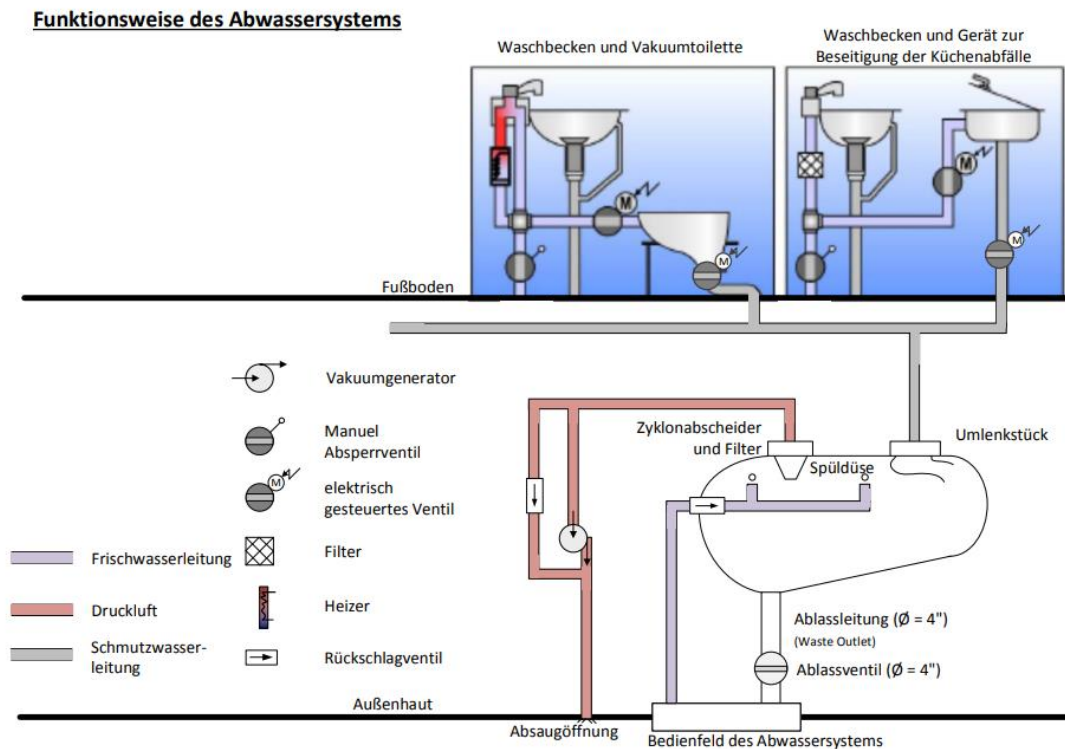 Funktionsweise des Abwassersystems
Waschbecken und Vakuumtoilette
Waschbecken und Gerät zur
Beseitigung der Küchenabfälle
M
M
M
M
Fußboden
Vakuumgenerator
Manuel
Absperrventil
M
elektrisch
gesteuertes Ventil
Filter
Heizer
Rückschlagventil
Frischwasserleitung
Druckluft
Schmutzwasser-
leitung
Zyklonabscheider
und Filter
Umlenkstück
Spüldüse
Ablassleitung (Ø = 4")
(Waste Outlet)
Ablassventil (Ø = 4")
Außenhaut
Absaugöffnung
Bedienfeld des Abwassersystems